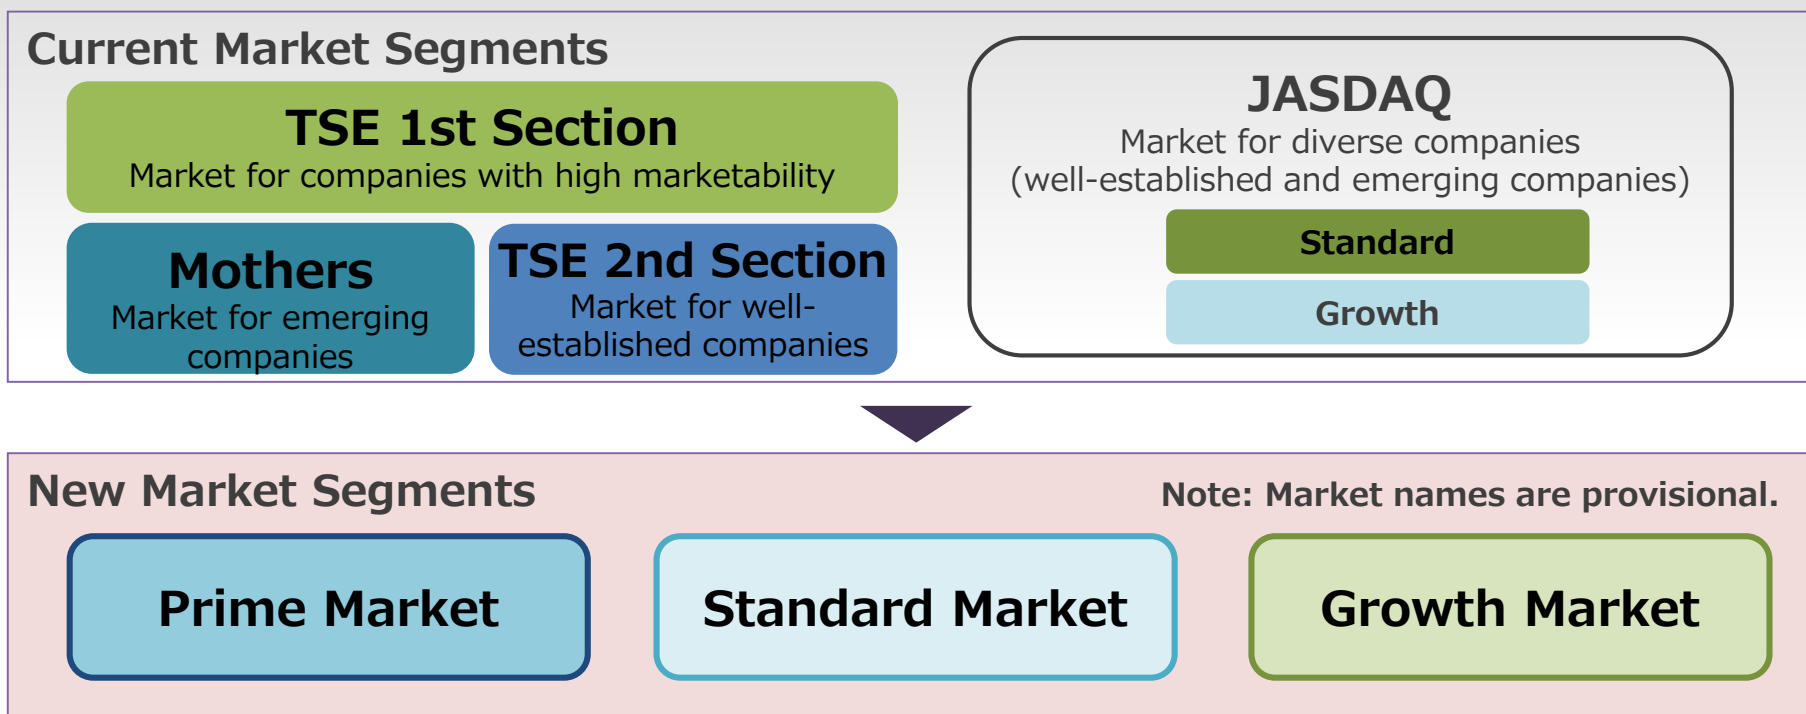 Current Market Segments
TSE 1st Section
Market for companies with high marketability
Mothers
Market for emerging
companies
TSE 2nd Section
Market for well-
established companies
JASDAQ
Market for diverse companies
(well-established and emerging companies)
Standard
Growth
New Market Segments
Note: Market names are provisional.
Prime Market
Standard Market
Growth Market